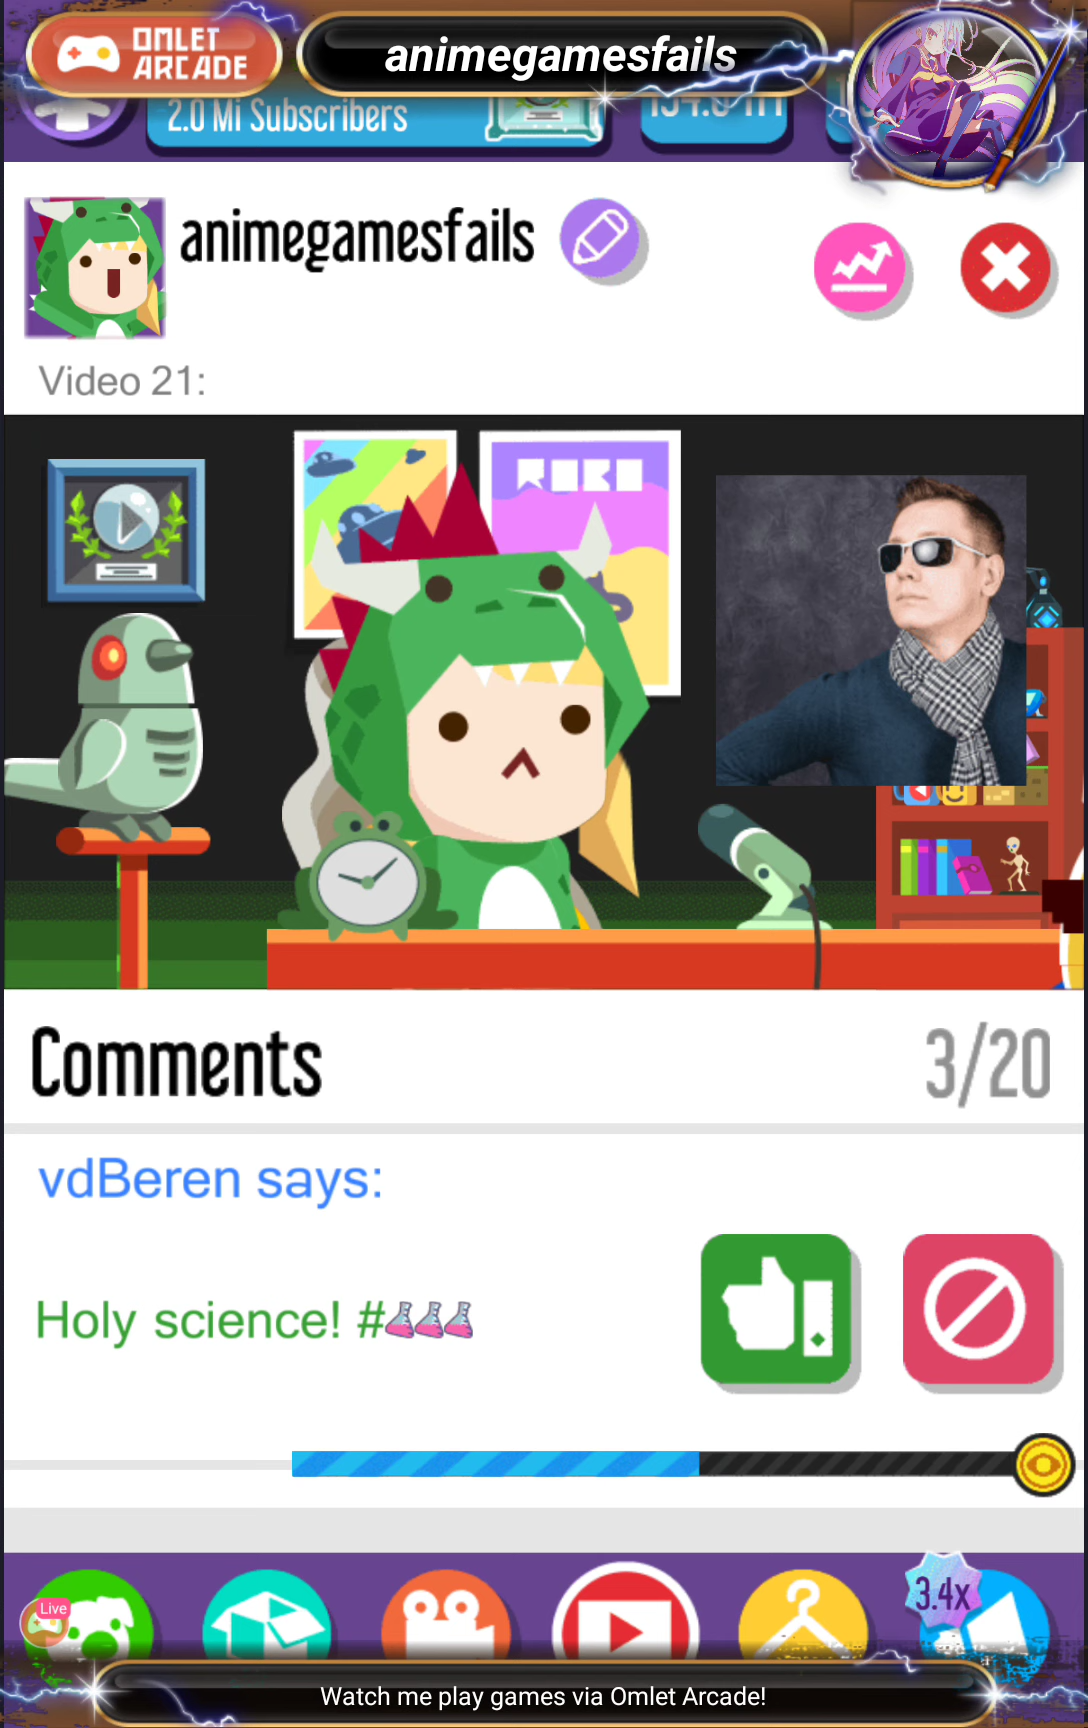 OMLET
ARCADE
animegamesfails
2.0 Mi Subscribers
animegamesfails
Video 21:
Comments
3/20
vdBeren says:
Holy science! #🧪🧪🧪
3.4x
Live
Watch me play games via Omlet Arcade!